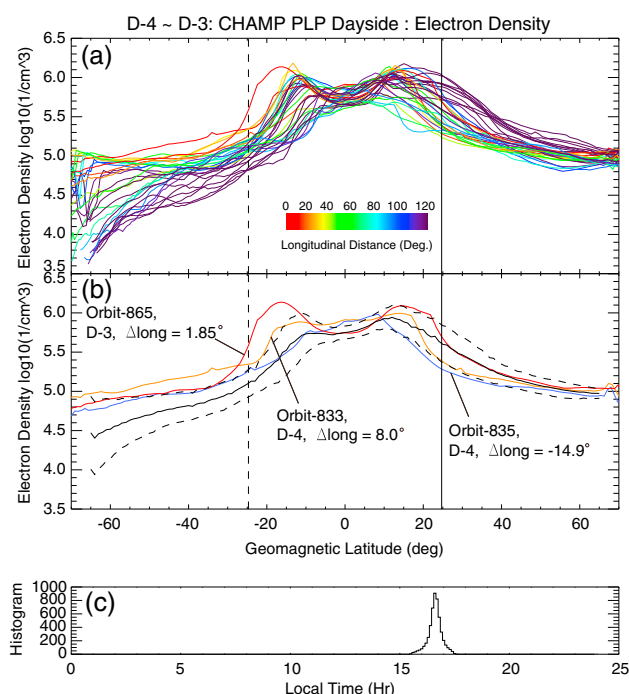 D-4 ~ D-3: CHAMP PLP Dayside : Electron Density
(a)
Electron Density log10(1/cm^3)
6.5
6.0
5.5
5.0
4.5
4.0
3.5
0 20 40 60 80 100 120
Longitudinal Distance (Deg.)
(b)
Electron Density log10(1/cm^3)
6.5
6.0
5.5
5.0
4.5
4.0
3.5
Orbit-865,
D-3, Δlong = 1.85°
Orbit-833,
D-4, Δlong = 8.0°
Orbit-835,
D-4, Δlong = -14.9°
-60 -40 -20 0 20 40 60
Geomagnetic Latitude (deg)
(c)
Histogram
1000
800
600
400
200
0
0 5 10 15 20 25
Local Time (Hr)